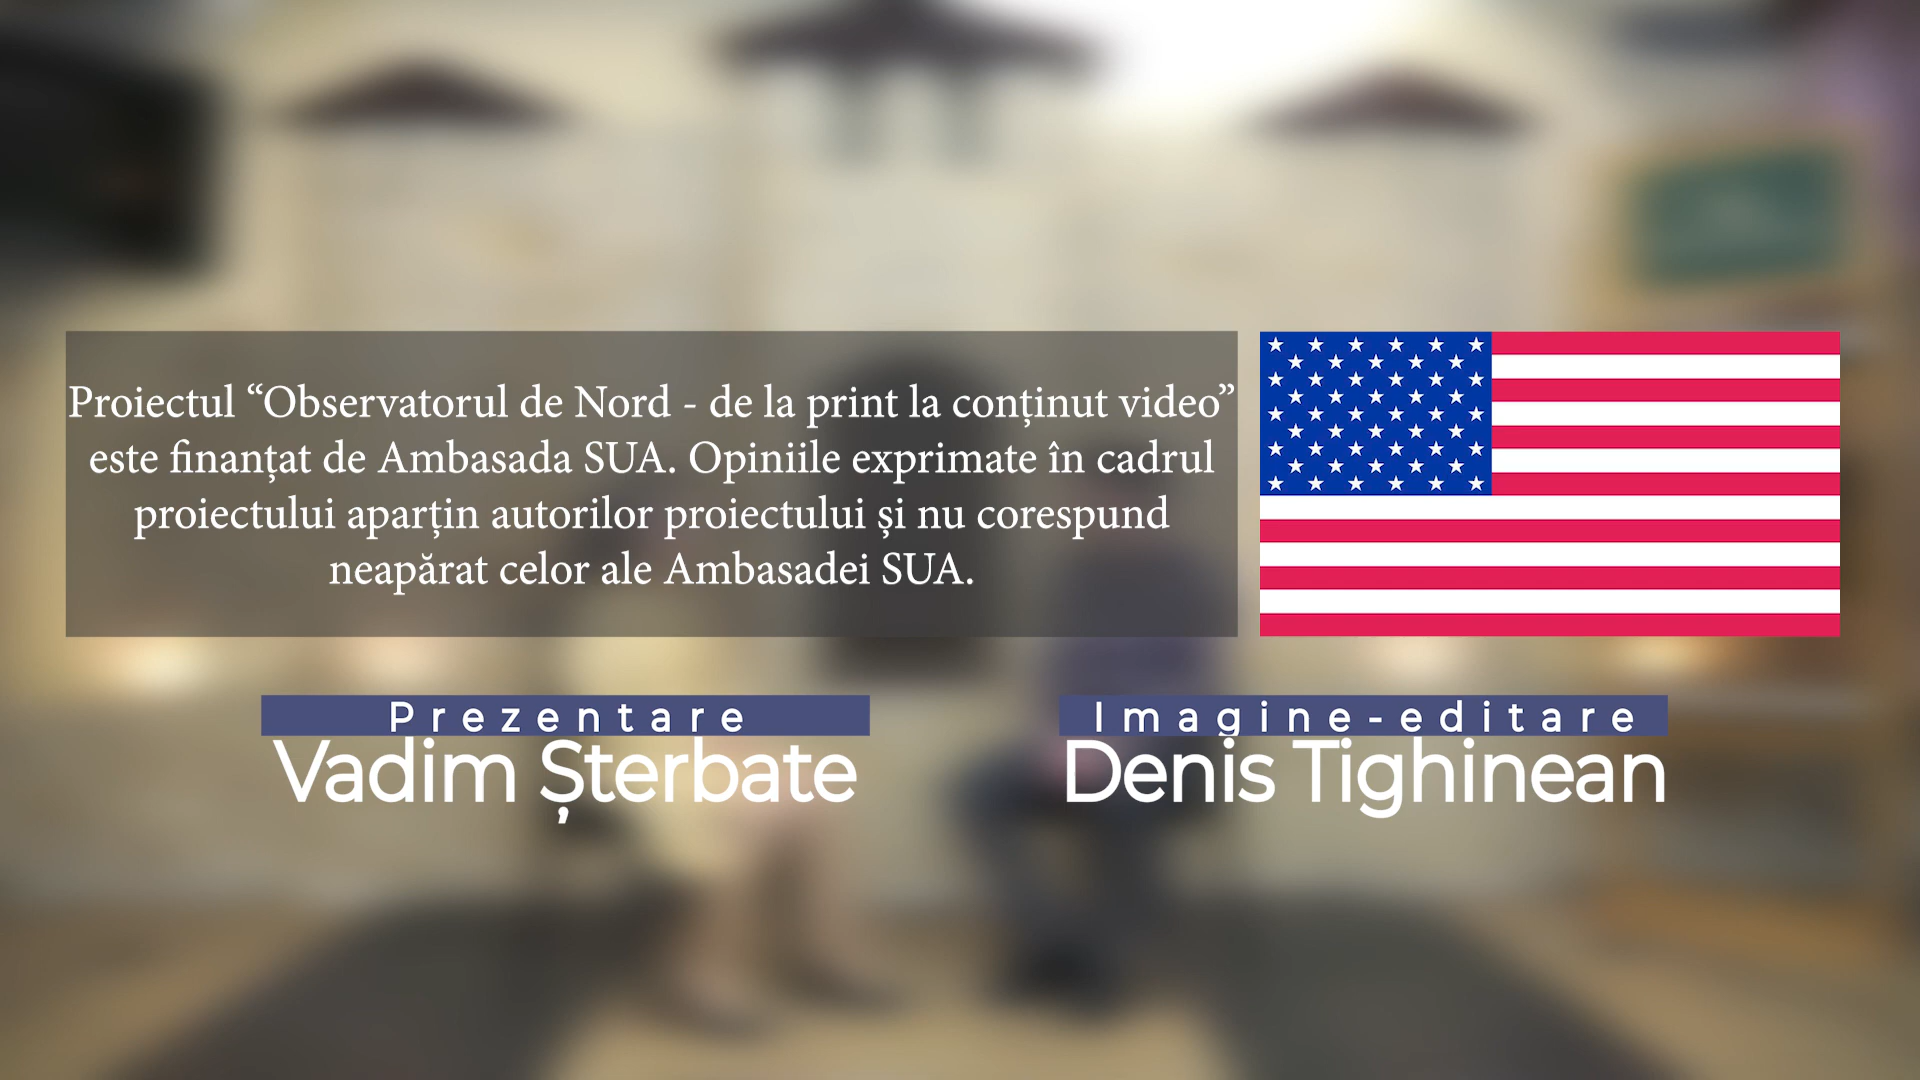 Proiectul “Observatorul de Nord - de la print la conținut video”
este finanțat de Ambasada SUA. Opiniile exprimate în cadrul
proiectului aparțin autorilor proiectului și nu corespund
neapărat celor ale Ambasadei SUA.
Prezentare
Vadim Șterbate
Imagine-editare
Denis Tighinean